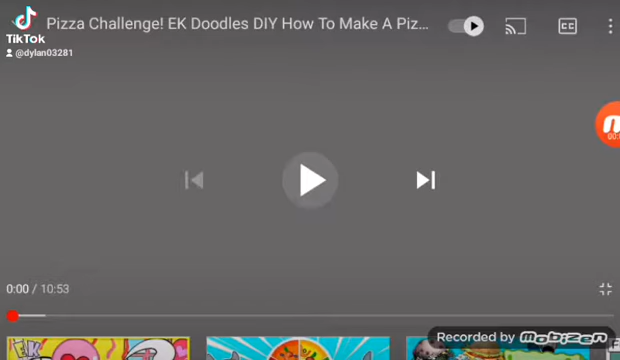 TikTok
@dylan03281
Pizza Challenge! EK Doodles DIY How To Make A Piz...
CC
0:00 / 10:53
EK
Recorded by MOBIZEN